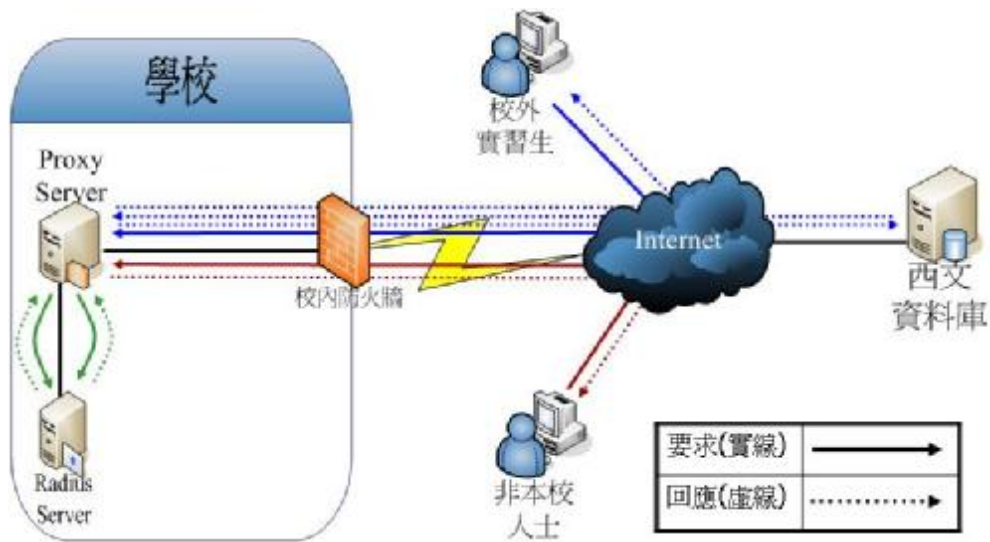 學校
Proxy
Server
校內防火牆
Radius
Server
校外
實習生
Internet
西文
資料庫
非本校
人士
要求(實線)
回應(虛線)